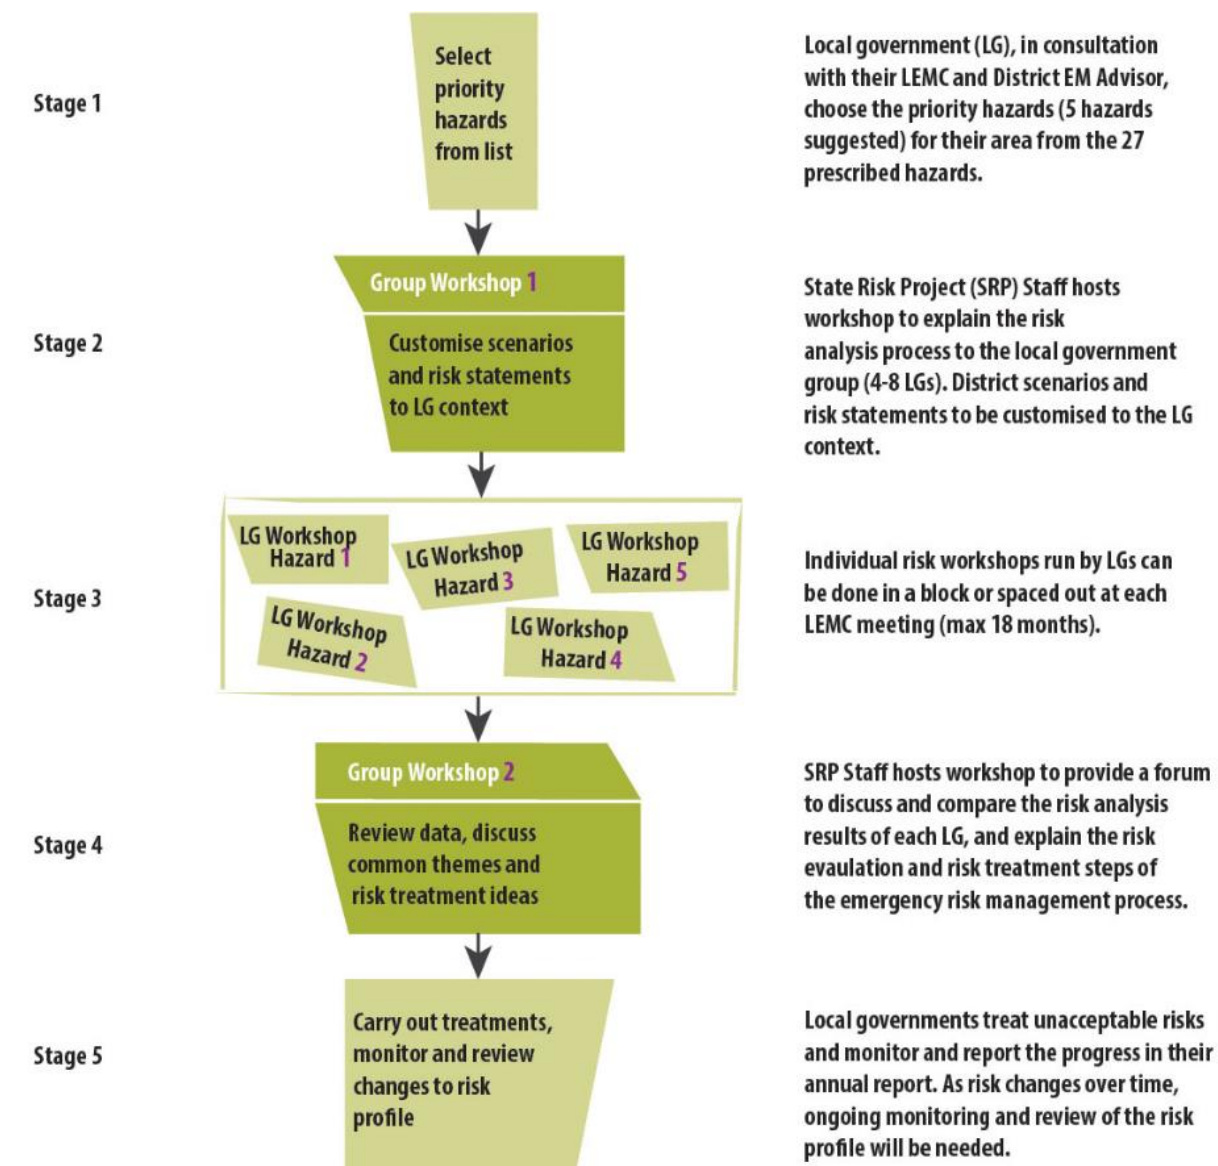 Stage 1
Select
priority
hazards
from list
Local government (LG), in consultation
with their LEMC and District EM Advisor,
choose the priority hazards (5 hazards
suggested) for their area from the 27
prescribed hazards.
Stage 2
Group Workshop 1
Customise scenarios
and risk statements
to LG context
State Risk Project (SRP) Staff hosts
workshop to explain the risk
analysis process to the local government
group (4-8 LGs). District scenarios and
risk statements to be customised to the LG
context.
Stage 3
LG Workshop
Hazard 1
LG Workshop
Hazard 2
LG Workshop
Hazard 3
LG Workshop
Hazard 4
LG Workshop
Hazard 5
Individual risk workshops run by LGs can
be done in a block or spaced out at each
LEMC meeting (max 18 months).
Stage 4
Group Workshop 2
Review data, discuss
common themes and
risk treatment ideas
SRP Staff hosts workshop to provide a forum
to discuss and compare the risk analysis
results of each LG, and explain the risk
evaulation and risk treatment steps of
the emergency risk management process.
Stage 5
Carry out treatments,
monitor and review
changes to risk
profile
Local governments treat unacceptable risks
and monitor and report the progress in their
annual report. As risk changes over time,
ongoing monitoring and review of the risk
profile will be needed.